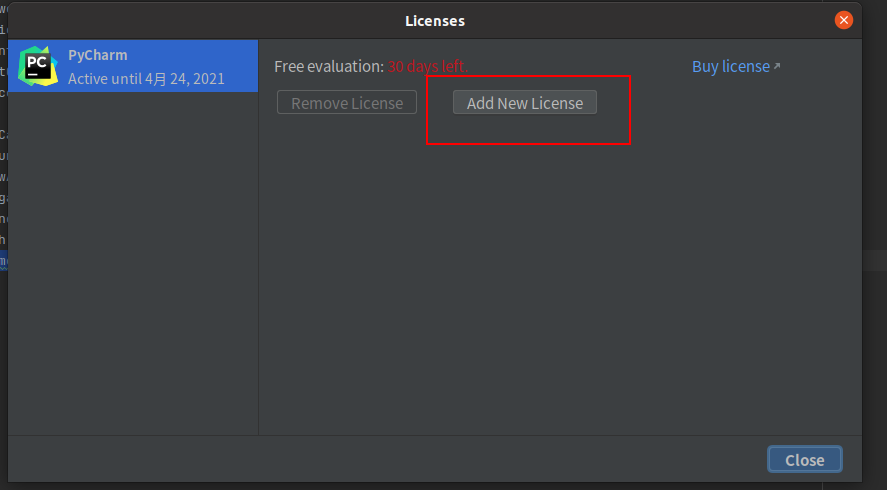 Licenses
PC
PyCharm
Active until 4月 24, 2021
Free evaluation: 30 days left.
Buy license ↗
Remove License
Add New License
Close